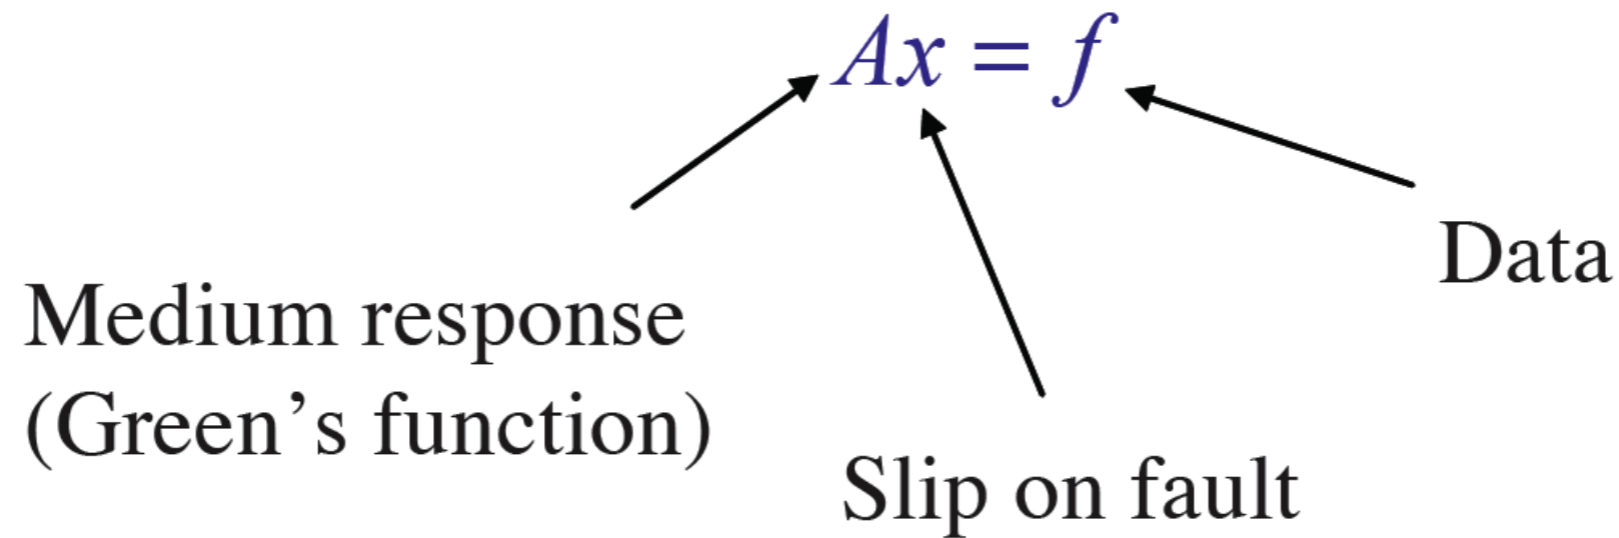 Ax = f
Data
Medium response
(Green’s function)
Slip on fault